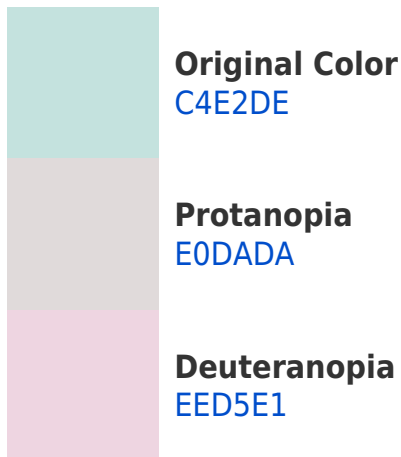 Original Color
C4E2DE
Protanopia
E0DADA
Deuteranopia
EED5E1